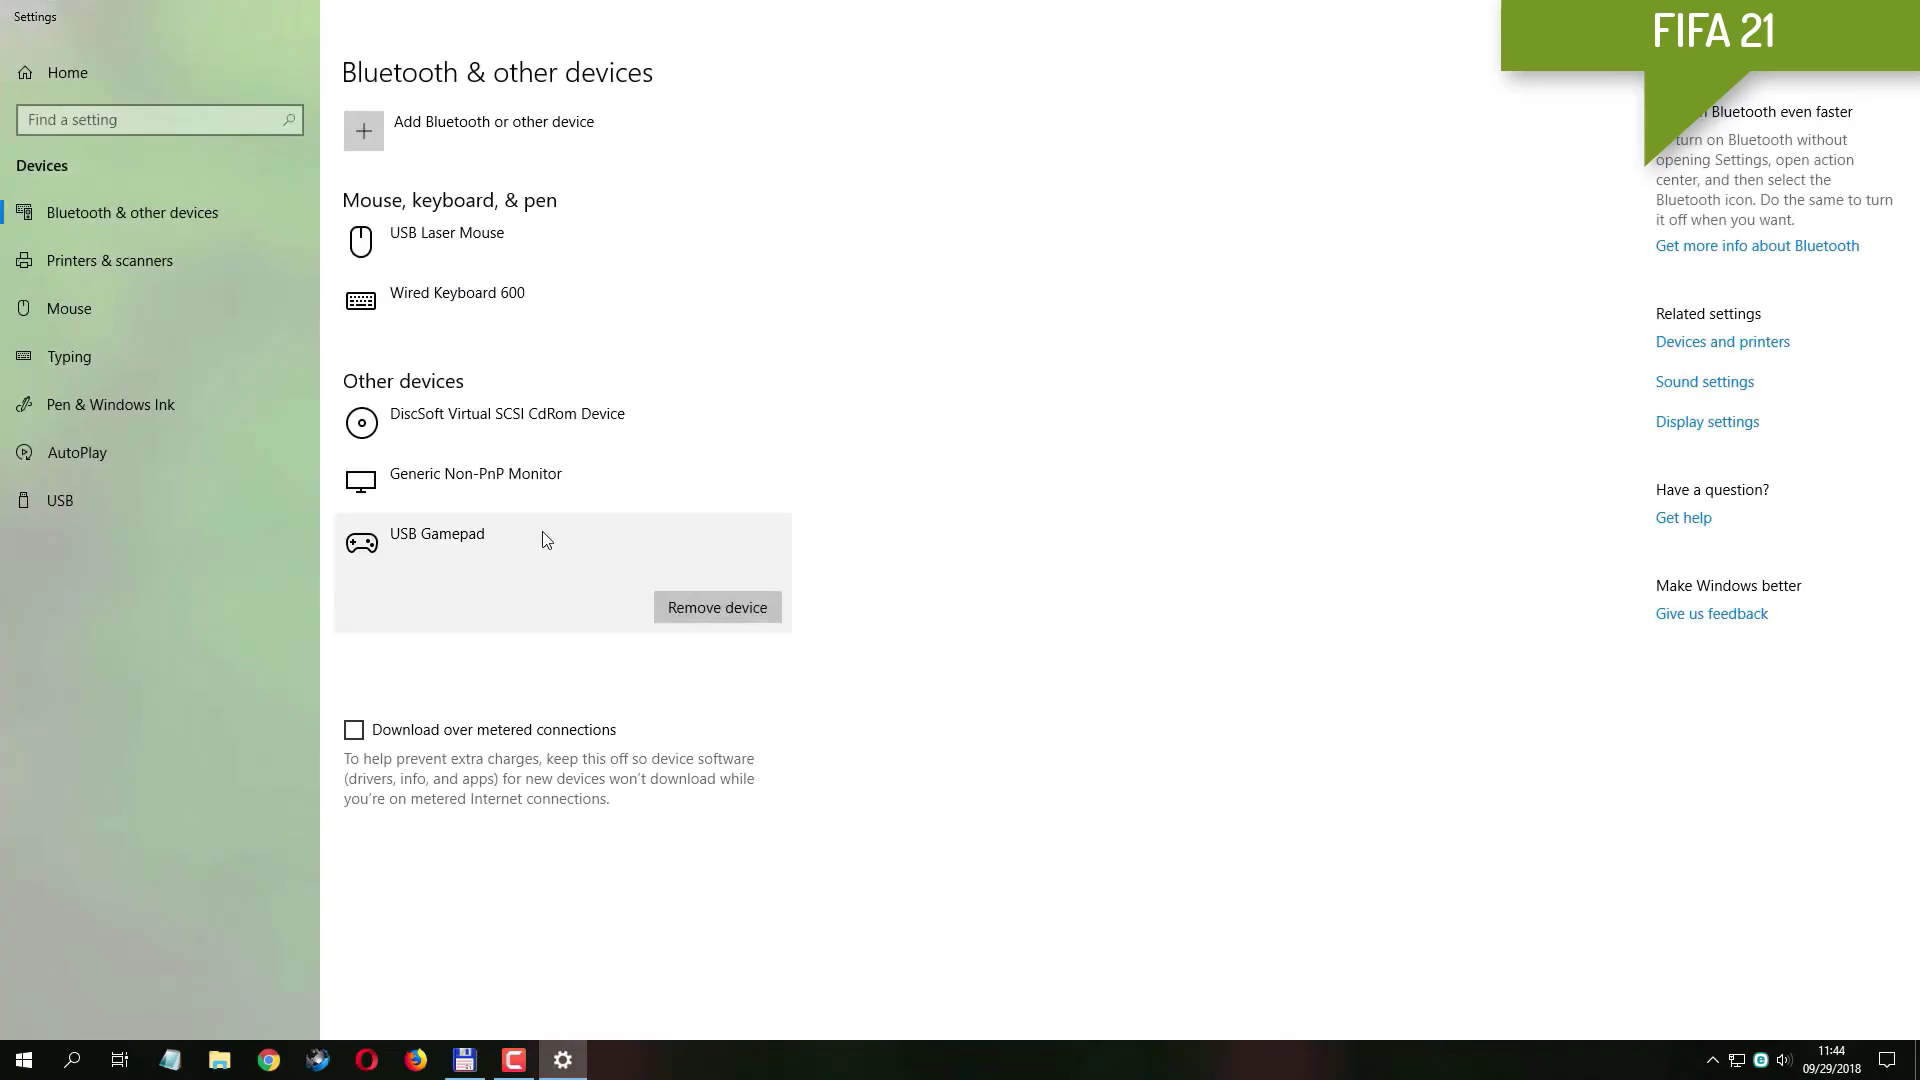 Settings
FIFA 21
Home
Find a setting
Devices
Bluetooth & other devices
Printers & scanners
Mouse
Typing
Pen & Windows Ink
AutoPlay
USB
Bluetooth & other devices
Add Bluetooth or other device
Mouse, keyboard, & pen
USB Laser Mouse
Wired Keyboard 600
Other devices
DiscSoft Virtual SCSI CdRom Device
Generic Non-PnP Monitor
USB Gamepad
Remove device
Download over metered connections
To help prevent extra charges, keep this off so device software
(drivers, info, and apps) for new devices won't download while
you're on metered Internet connections.
Bluetooth even faster
turn on Bluetooth without
opening Settings, open action
center, and then select the
Bluetooth icon. Do the same to turn
it off when you want.
Get more info about Bluetooth
Related settings
Devices and printers
Sound settings
Display settings
Have a question?
Get help
Make Windows better
Give us feedback
11:44
09/29/2018